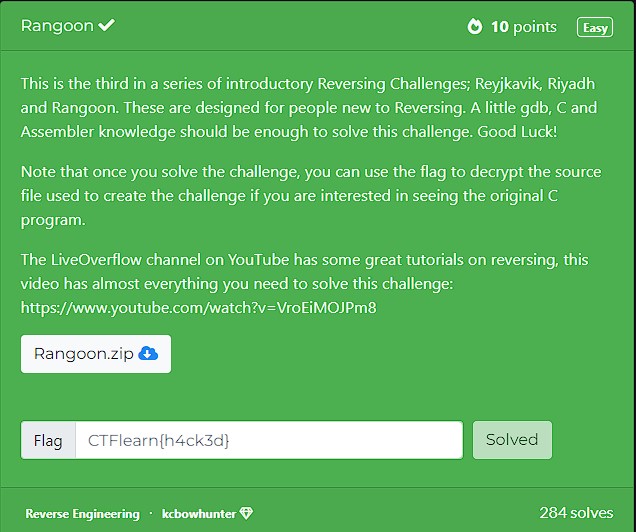 Rangoon
10 points
Easy
This is the third in a series of introductory Reversing Challenges; Reyjkavik, Riyadh
and Rangoon. These are designed for people new to Reversing. A little gdb, C and
Assembler knowledge should be enough to solve this challenge. Good Luck!
Note that once you solve the challenge, you can use the flag to decrypt the source
file used to create the challenge if you are interested in seeing the original C
program.
The LiveOverflow channel on YouTube has some great tutorials on reversing, this
video has almost everything you need to solve this challenge:
https://www.youtube.com/watch?v=VroEiMOJPm8
Rangoon.zip
Flag CTFlearn{h4ck3d} Solved
Reverse Engineering · kcbowhunter 284 solves